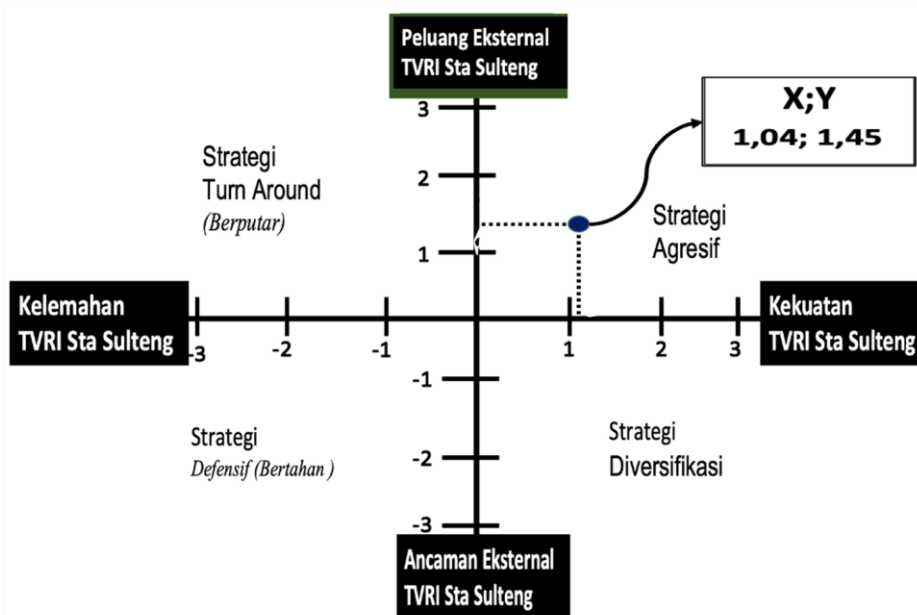 Peluang Eksternal
TVRI Sta Sulteng
X;Y
1,04; 1,45
3
2
1
Strategi
Turn Around
(Berputar)
Strategi
Agresif
Kelemahan
TVRI Sta Sulteng
Kekuatan
TVRI Sta Sulteng
-3
-2
-1
1
2
3
-1
-2
-3
Strategi
Defensif (Bertahan )
Strategi
Diversifikasi
Ancaman Eksternal
TVRI Sta Sulteng